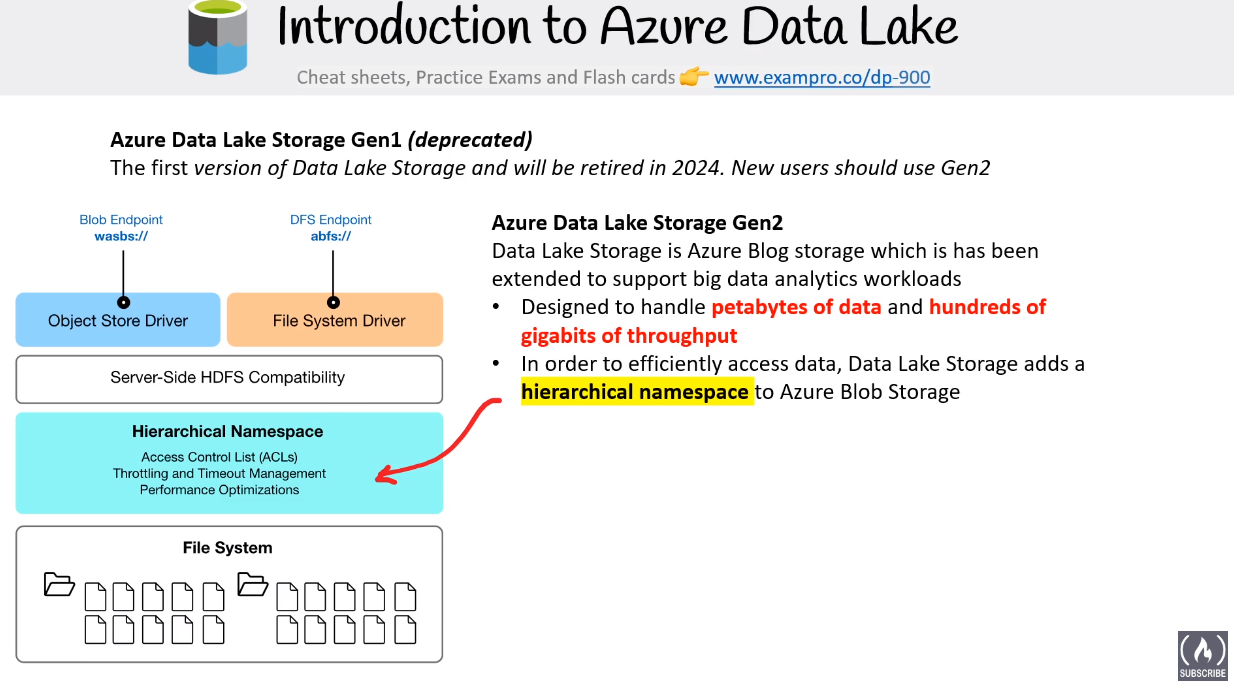 Introduction to Azure Data Lake
Cheat sheets, Practice Exams and Flash cards 👉 www.exampro.co/dp-900
Azure Data Lake Storage Gen1 (deprecated)
The first version of Data Lake Storage and will be retired in 2024. New users should use Gen2
Blob Endpoint
wasbs://
DFS Endpoint
abfs://
Object Store Driver
File System Driver
Server-Side HDFS Compatibility
Hierarchical Namespace
Access Control List (ACLs)
Throttling and Timeout Management
Performance Optimizations
File System
Azure Data Lake Storage Gen2
Data Lake Storage is Azure Blog storage which is has been
extended to support big data analytics workloads
• Designed to handle petabytes of data and hundreds of
gigabits of throughput
• In order to efficiently access data, Data Lake Storage adds a
hierarchical namespace to Azure Blob Storage
SUBSCRIBE